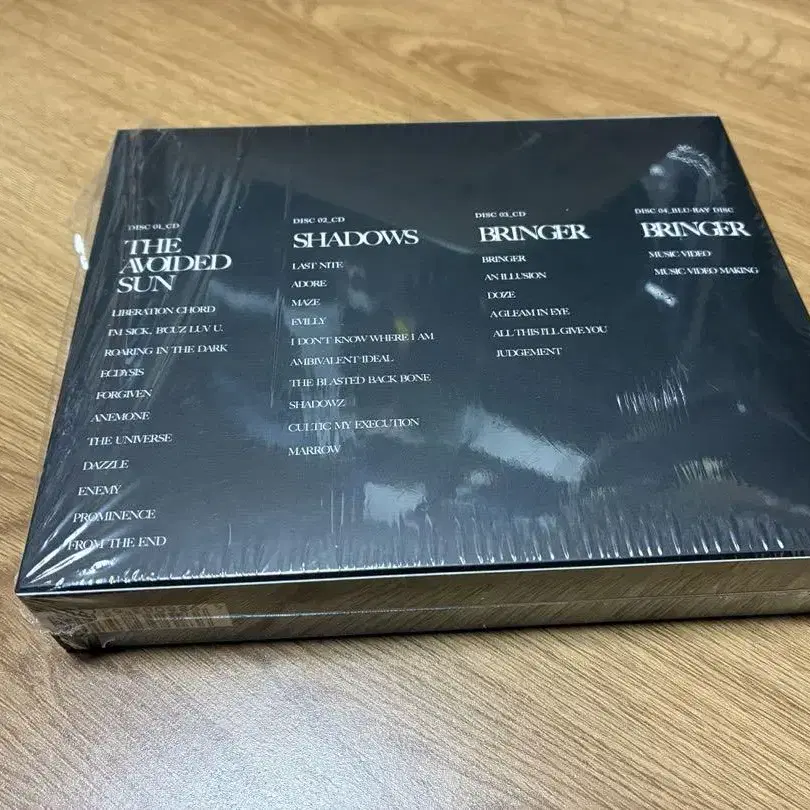 DISC 01_CD
THE
AVOIDED
SUN
LIBERATION CHORD
I'M SICK, B'CUZ LUV U.
ROARING IN THE DARK
ECDYSIS
FORGIVEN
ANEMONE
THE UNIVERSE
DAZZLE
ENEMY
PROMINENCE
FROM THE END
DISC 02_CD
SHADOWS
LAST NITE
ADORE
MAZE
EVILLY
I DON'T KNOW WHERE I AM
AMBIVALENT IDEAL
THE BLASTED BACK BONE
SHADOWZ
CULTIC MY EXECUTION
MARROW
DISC 03_CD
BRINGER
BRINGER
AN ILLUSION
DOZE
A GLEAM IN EYE
ALL THIS I'LL GIVE YOU
JUDGEMENT
DISC 04_BLU-RAY DISC
BRINGER
MUSIC VIDEO
MUSIC VIDEO MAKING